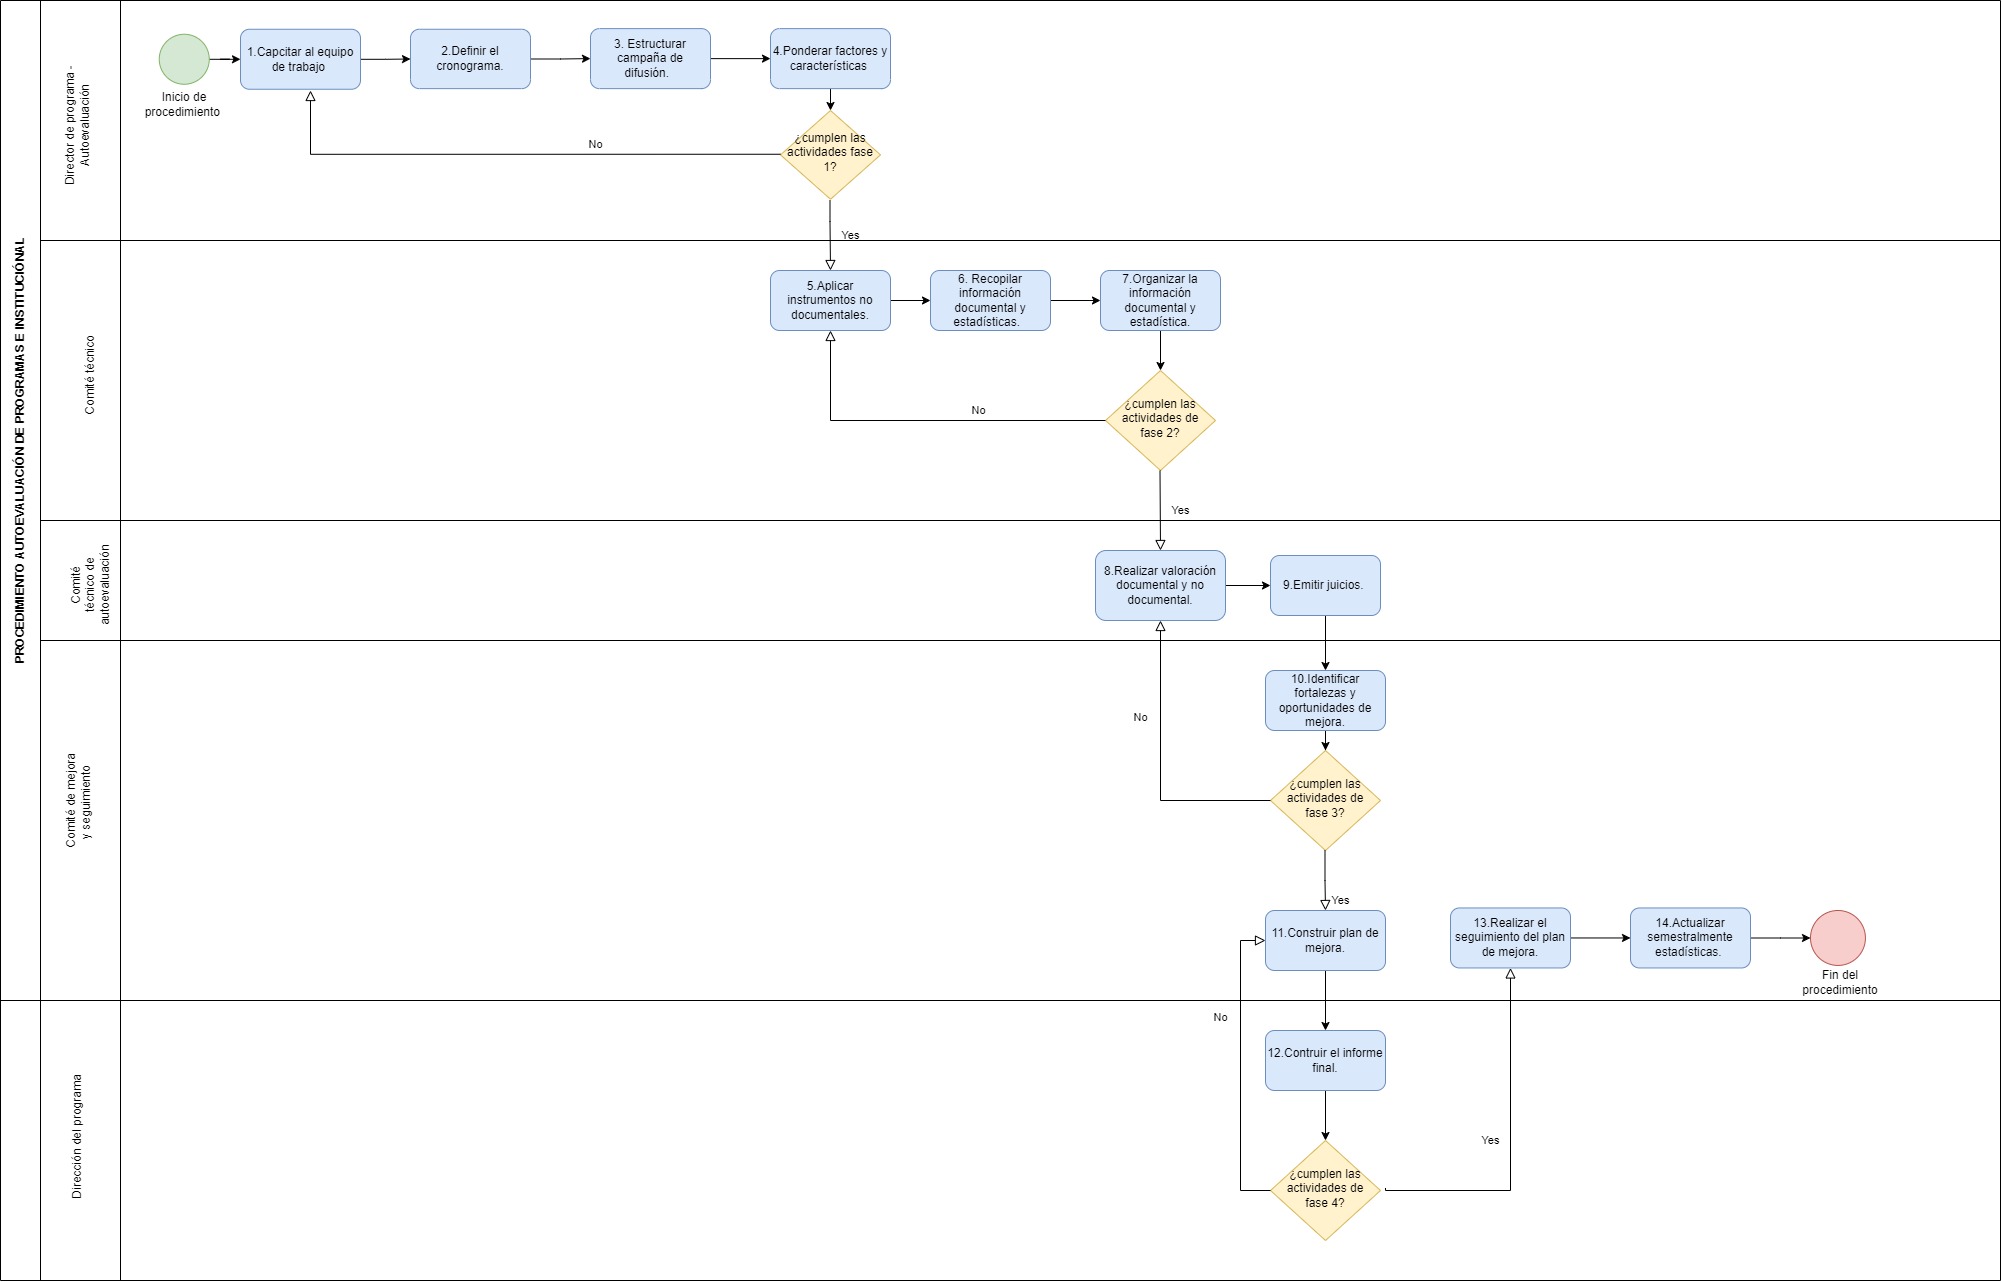 PROCEDIMIENTO AUTOEVALUACIÓN DE PROGRAMAS E INSTITUCIÓNAL
Director de programa -
Autoevaluación
Inicio de
procedimiento
1.Capcitar al equipo
de trabajo
2.Definir el
cronograma.
3. Estructurar
campaña de
difusión.
4.Ponderar factores y
características
¿cumplen las
actividades fase
1?
No
Yes
Comité técnico
5.Aplicar
instrumentos no
documentales.
6. Recopilar
información
documental y
estadísticas.
7.Organizar la
información
documental y
estadística.
¿cumplen las
actividades de
fase 2?
No
Yes
Comité
técnico de
autoevaluación
8.Realizar valoración
documental y no
documental.
9.Emitir juicios.
Comité de mejora
y seguimiento
10.Identificar
fortalezas y
oportunidades de
mejora.
No
¿cumplen las
actividades de
fase 3?
Yes
11.Construir plan de
mejora.
13.Realizar el
seguimiento del plan
de mejora.
14.Actualizar
semestralmente
estadísticas.
Fin del
procedimiento
Dirección del programa
No
12.Contruir el informe
final.
Yes
¿cumplen las
actividades de
fase 4?